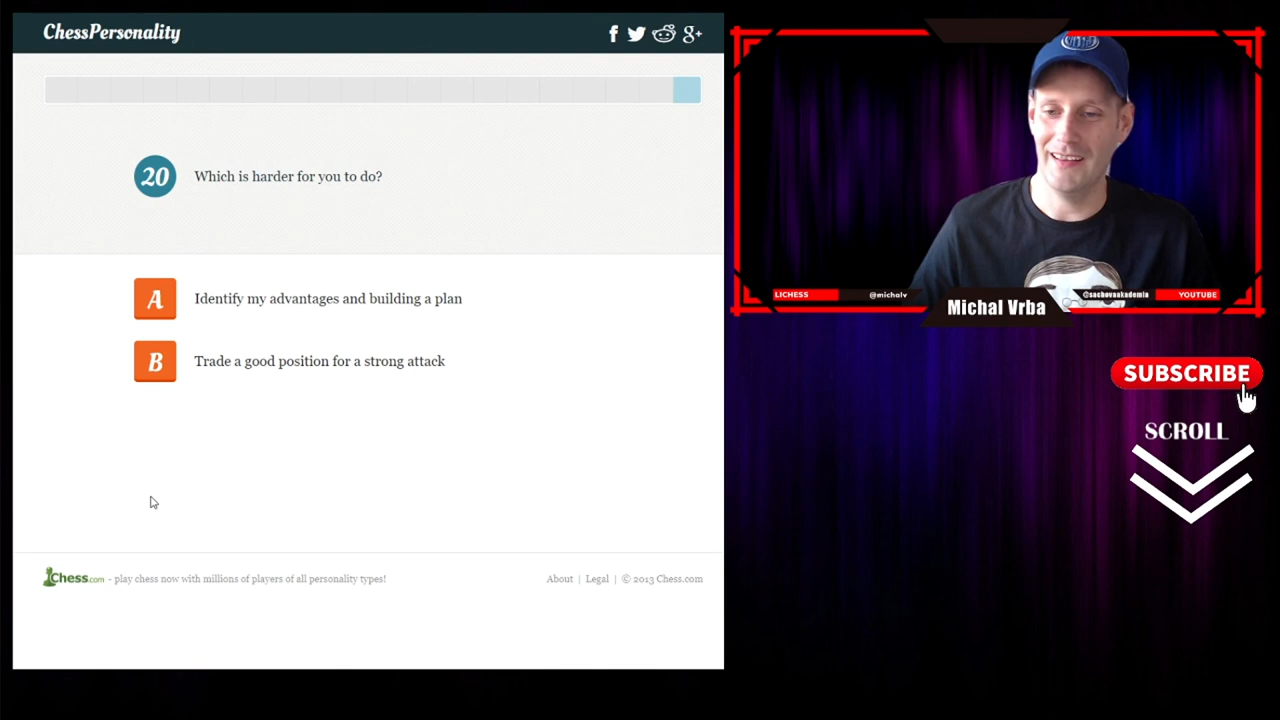 ChessPersonality
20 Which is harder for you to do?
A Identify my advantages and building a plan
B Trade a good position for a strong attack
Chess.com - play chess now with millions of players of all personality types!
About | Legal | © 2013 Chess.com
LICHESS @michalv
@sachovaakademia YOUTUBE
Michal Vrba
SUBSCRIBE
SCROLL